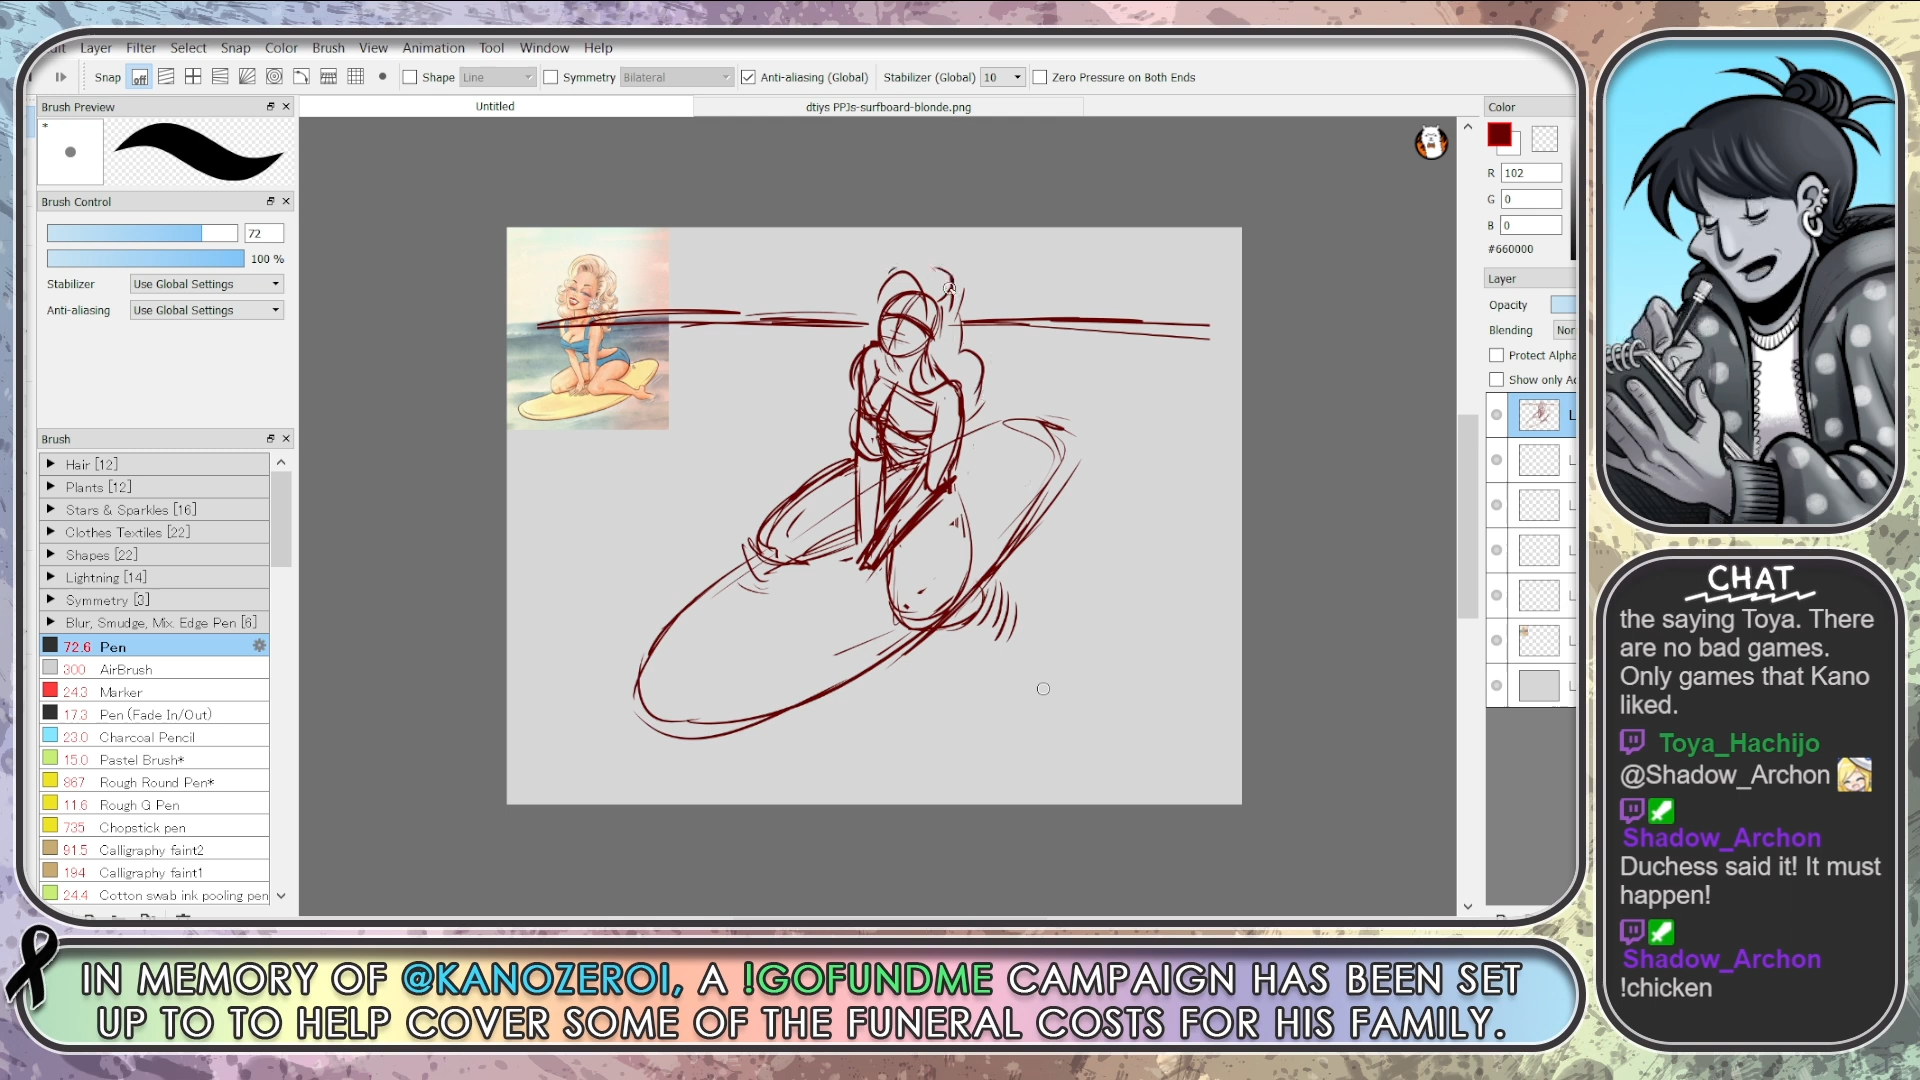 Layer Filter Select Snap Color Brush View Animation Tool Window Help
Snap off Shape Line Symmetry Bilateral Anti-aliasing (Global) Stabilizer (Global) 10 Zero Pressure on Both Ends
Brush Preview
Untitled
dtiys PPJs-surfboard-blonde.png
Color
*
R 102
G 0
B 0
#660000
Brush Control
72
100 %
Stabilizer Use Global Settings
Anti-aliasing Use Global Settings
Layer
Opacity
Blending Nor
Protect Alpha
Show only Ac
Brush
Hair [12]
Plants [12]
Stars & Sparkles [16]
Clothes Textiles [22]
Shapes [22]
Lightning [14]
Symmetry [3]
Blur, Smudge, Mix. Edge Pen [6]
72.6 Pen
300 AirBrush
24.3 Marker
17.3 Pen (Fade In/Out)
23.0 Charcoal Pencil
15.0 Pastel Brush*
867 Rough Round Pen*
11.6 Rough G Pen
735 Chopstick pen
91.5 Calligraphy faint2
194 Calligraphy faint1
24.4 Cotton swab ink pooling pen
CHAT
the saying Toya. There
are no bad games.
Only games that Kano
liked.
Toya_Hachijo
@Shadow_Archon
Shadow_Archon
Duchess said it! It must
happen!
Shadow_Archon
!chicken
IN MEMORY OF @KANOZEROI, A !GOFUNDME CAMPAIGN HAS BEEN SET
UP TO TO HELP COVER SOME OF THE FUNERAL COSTS FOR HIS FAMILY.